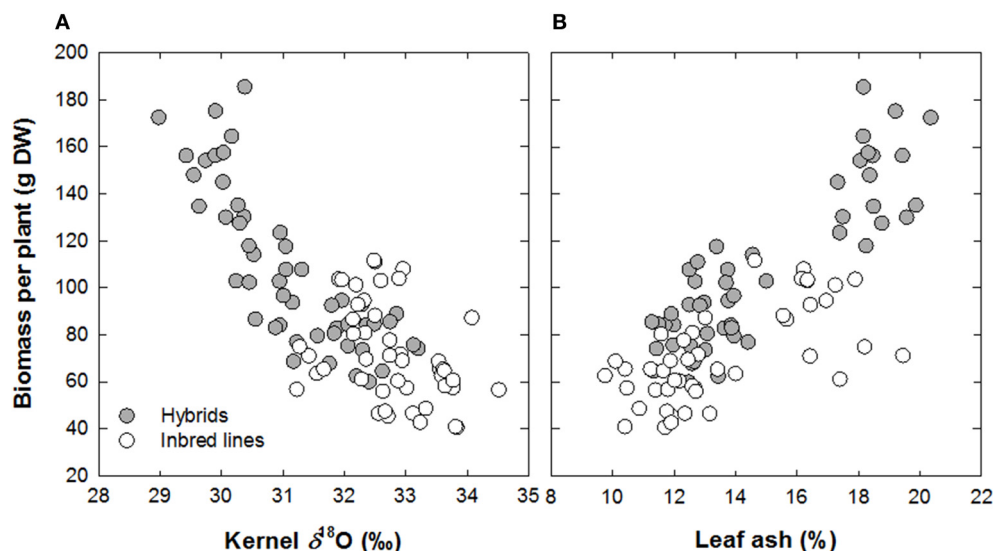 A
B
Biomass per plant (g DW)
200
180
160
140
120
100
80
60
40
20
Hybrids
Inbred lines
28 29 30 31 32 33 34 35
8 10 12 14 16 18 20 22
Kernel δ¹⁸O (‰)
Leaf ash (%)